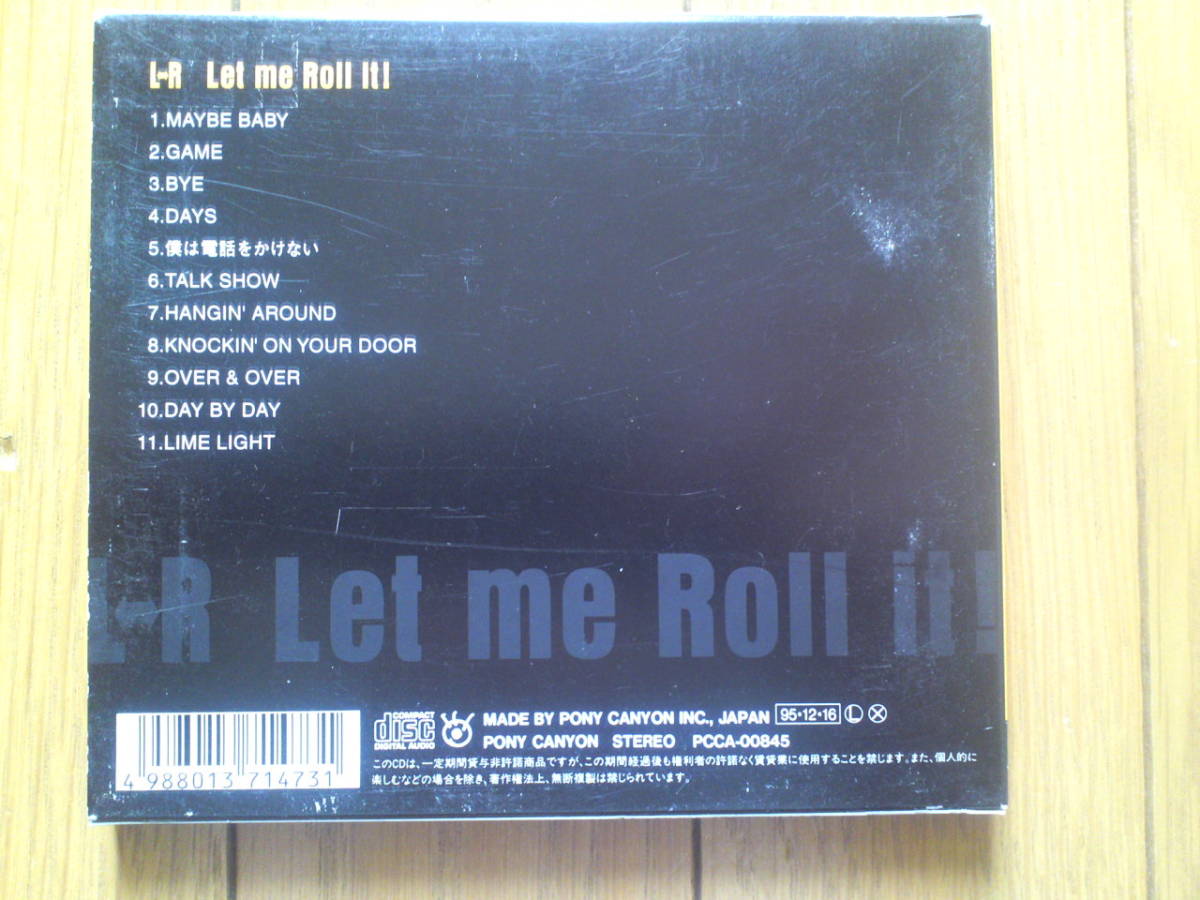 L↔R Let me Roll it!
1.MAYBE BABY
2.GAME
3.BYE
4.DAYS
5.僕は電話をかけない
6.TALK SHOW
7.HANGIN' AROUND
8.KNOCKIN' ON YOUR DOOR
9.OVER & OVER
10.DAY BY DAY
11.LIME LIGHT
L↔R Let me Roll it!
COMPACT disc DIGITAL AUDIO
MADE BY PONY CANYON INC., JAPAN 95・12・16 L X
PONY CANYON STEREO PCCA-00845
このCDは、一定期間貸与非許諾商品ですが、この期間経過後も権利者の許諾なく賃貸業に使用することを禁じます。また、個人的に
楽しむなどの場合を除き、著作権法上、無断複製は禁じられています。
4 988013 714731